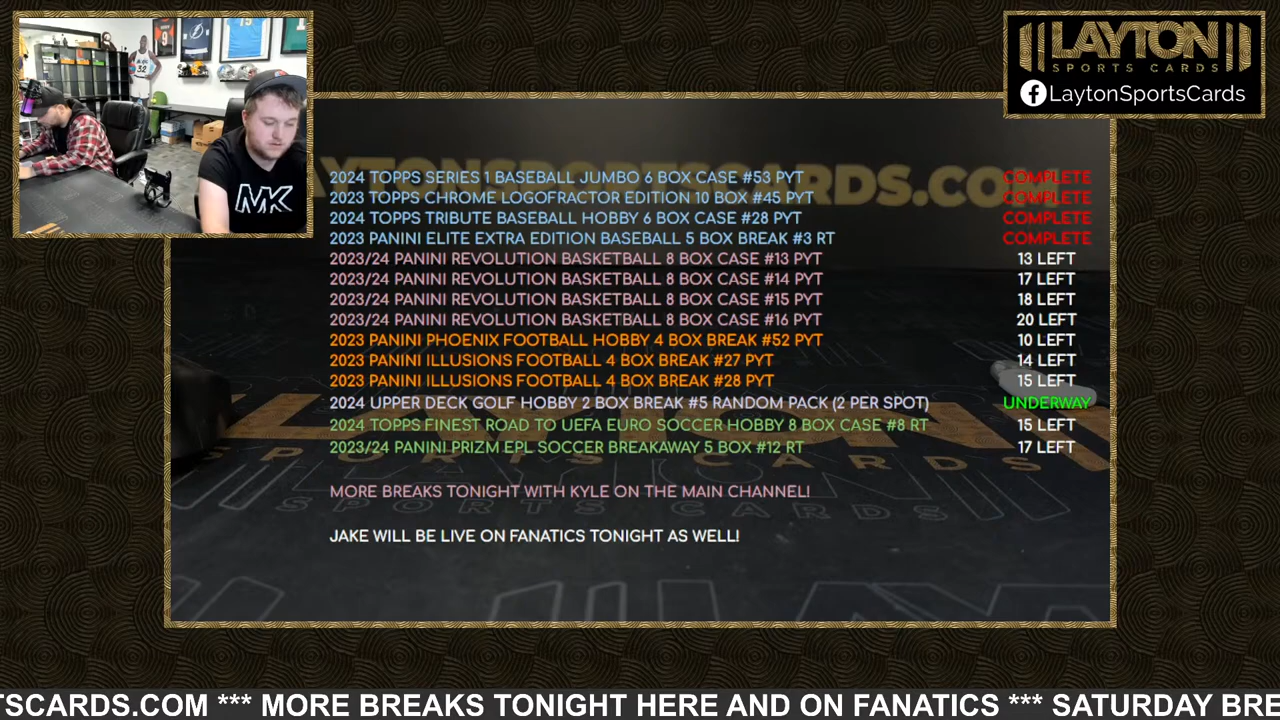 LAYTON
SPORTS CARDS
LaytonSportsCards
MK
32
9
LAYTONSPORTSCARDS.CO
2024 TOPPS SERIES 1 BASEBALL JUMBO 6 BOX CASE #53 PYT COMPLETE
2023 TOPPS CHROME LOGOFRACTOR EDITION 10 BOX #45 PYT COMPLETE
2024 TOPPS TRIBUTE BASEBALL HOBBY 6 BOX CASE #28 PYT COMPLETE
2023 PANINI ELITE EXTRA EDITION BASEBALL 5 BOX BREAK #3 RT COMPLETE
2023/24 PANINI REVOLUTION BASKETBALL 8 BOX CASE #13 PYT 13 LEFT
2023/24 PANINI REVOLUTION BASKETBALL 8 BOX CASE #14 PYT 17 LEFT
2023/24 PANINI REVOLUTION BASKETBALL 8 BOX CASE #15 PYT 18 LEFT
2023/24 PANINI REVOLUTION BASKETBALL 8 BOX CASE #16 PYT 20 LEFT
2023 PANINI PHOENIX FOOTBALL HOBBY 4 BOX BREAK #52 PYT 10 LEFT
2023 PANINI ILLUSIONS FOOTBALL 4 BOX BREAK #27 PYT 14 LEFT
2023 PANINI ILLUSIONS FOOTBALL 4 BOX BREAK #28 PYT 15 LEFT
2024 UPPER DECK GOLF HOBBY 2 BOX BREAK #5 RANDOM PACK (2 PER SPOT) UNDERWAY
2024 TOPPS FINEST ROAD TO UEFA EURO SOCCER HOBBY 8 BOX CASE #8 RT 15 LEFT
2023/24 PANINI PRIZM EPL SOCCER BREAKAWAY 5 BOX #12 RT 17 LEFT
LAYTON
SPORTS CARDS
MORE BREAKS TONIGHT WITH KYLE ON THE MAIN CHANNEL!
JAKE WILL BE LIVE ON FANATICS TONIGHT AS WELL!
TSCARDS.COM *** MORE BREAKS TONIGHT HERE AND ON FANATICS *** SATURDAY BRE